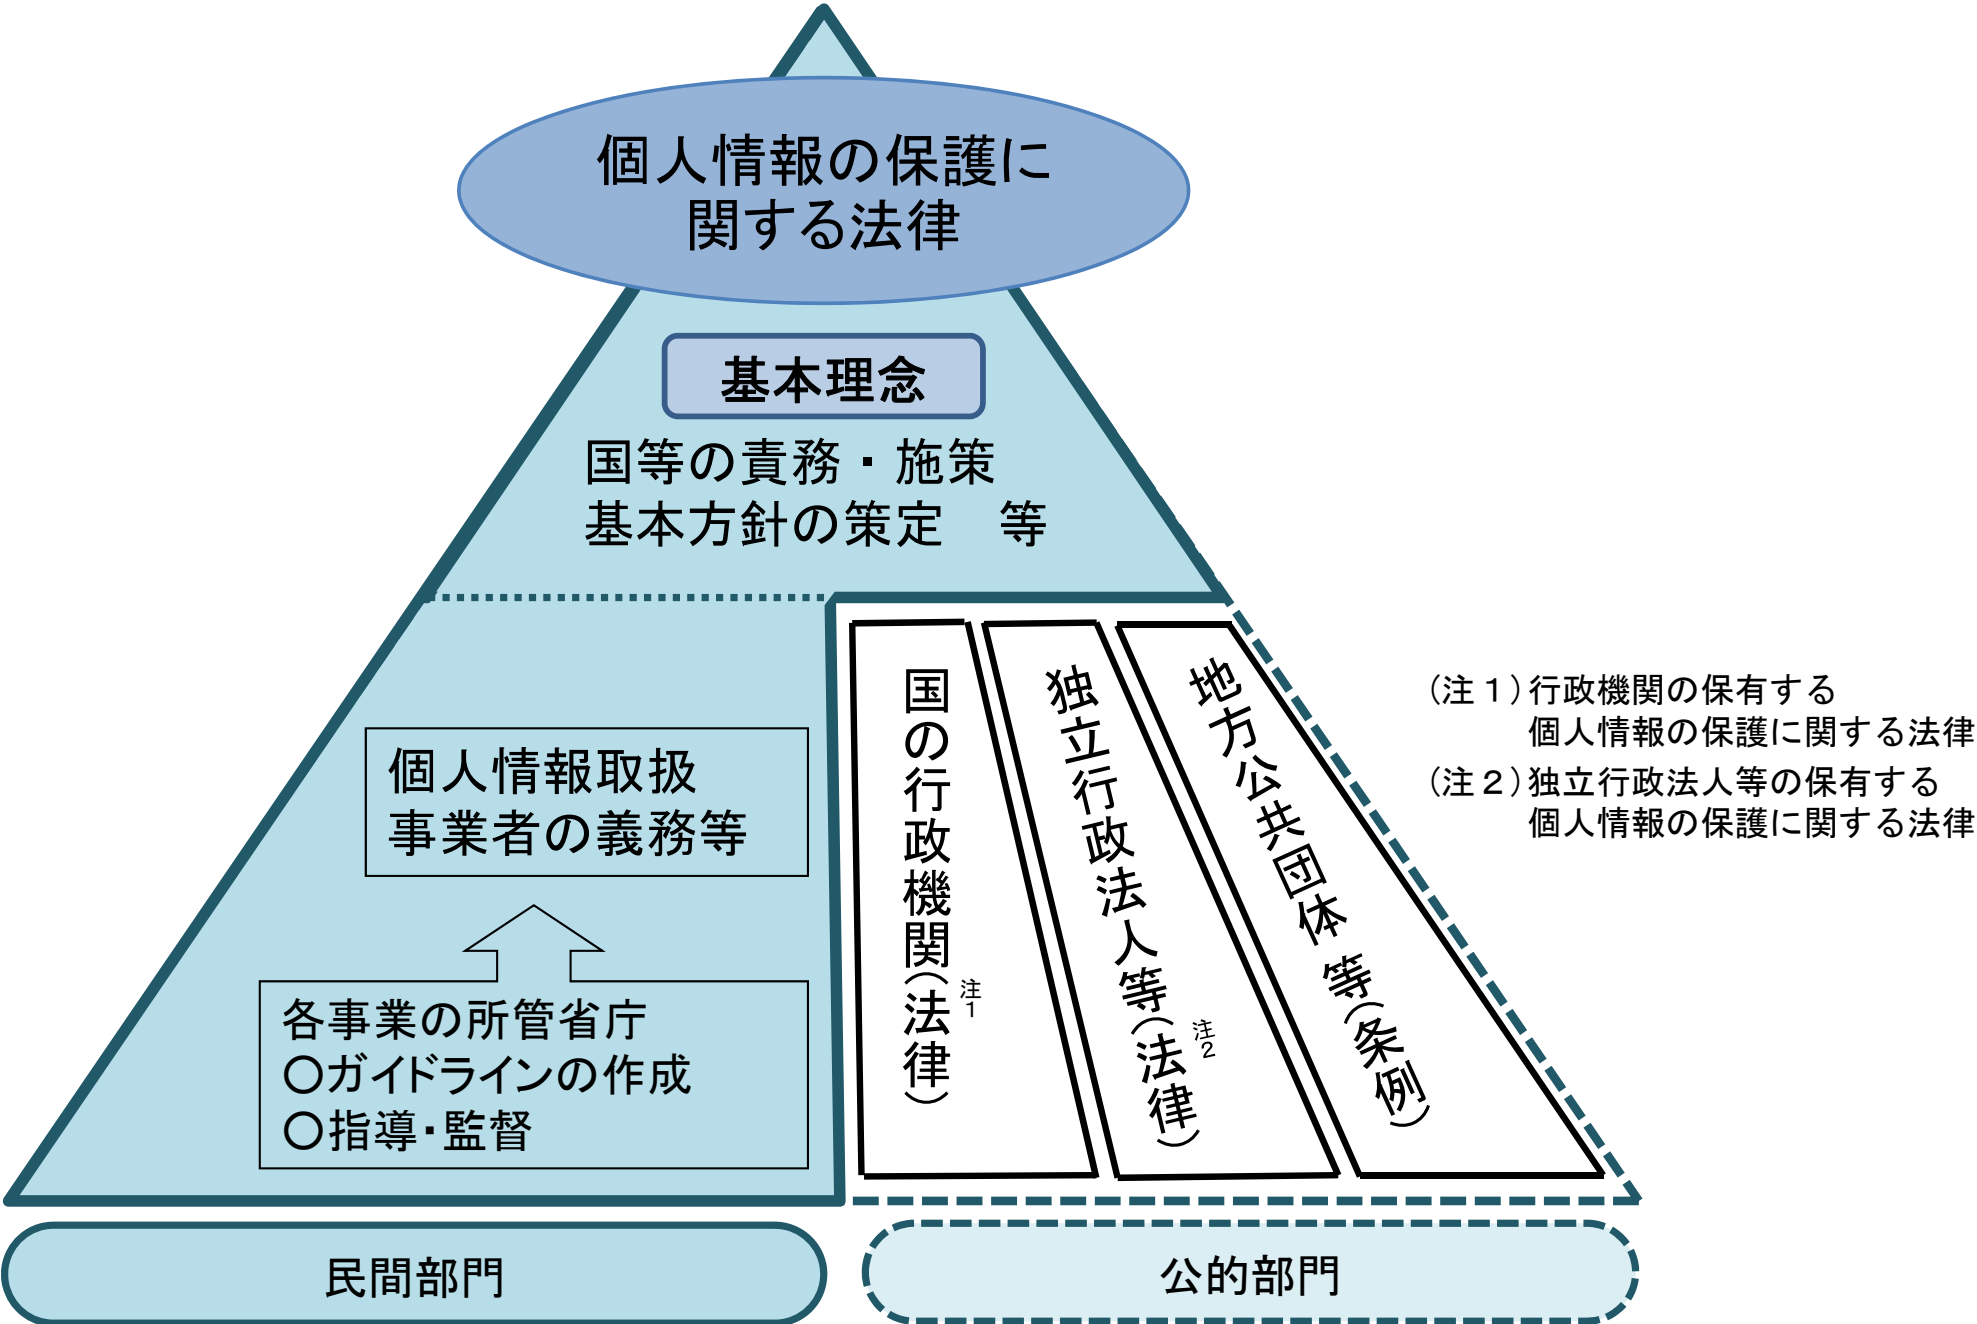 個人情報の保護に
関する法律
基本理念
国等の責務・施策
基本方針の策定　等
個人情報取扱
事業者の義務等
各事業の所管省庁
〇ガイドラインの作成
〇指導・監督
国の行政機関(法律)
注1
独立行政法人等(法律)
注2
地方公共団体 等(条例)
(注１)行政機関の保有する
個人情報の保護に関する法律
(注２)独立行政法人等の保有する
個人情報の保護に関する法律
民間部門
公的部門